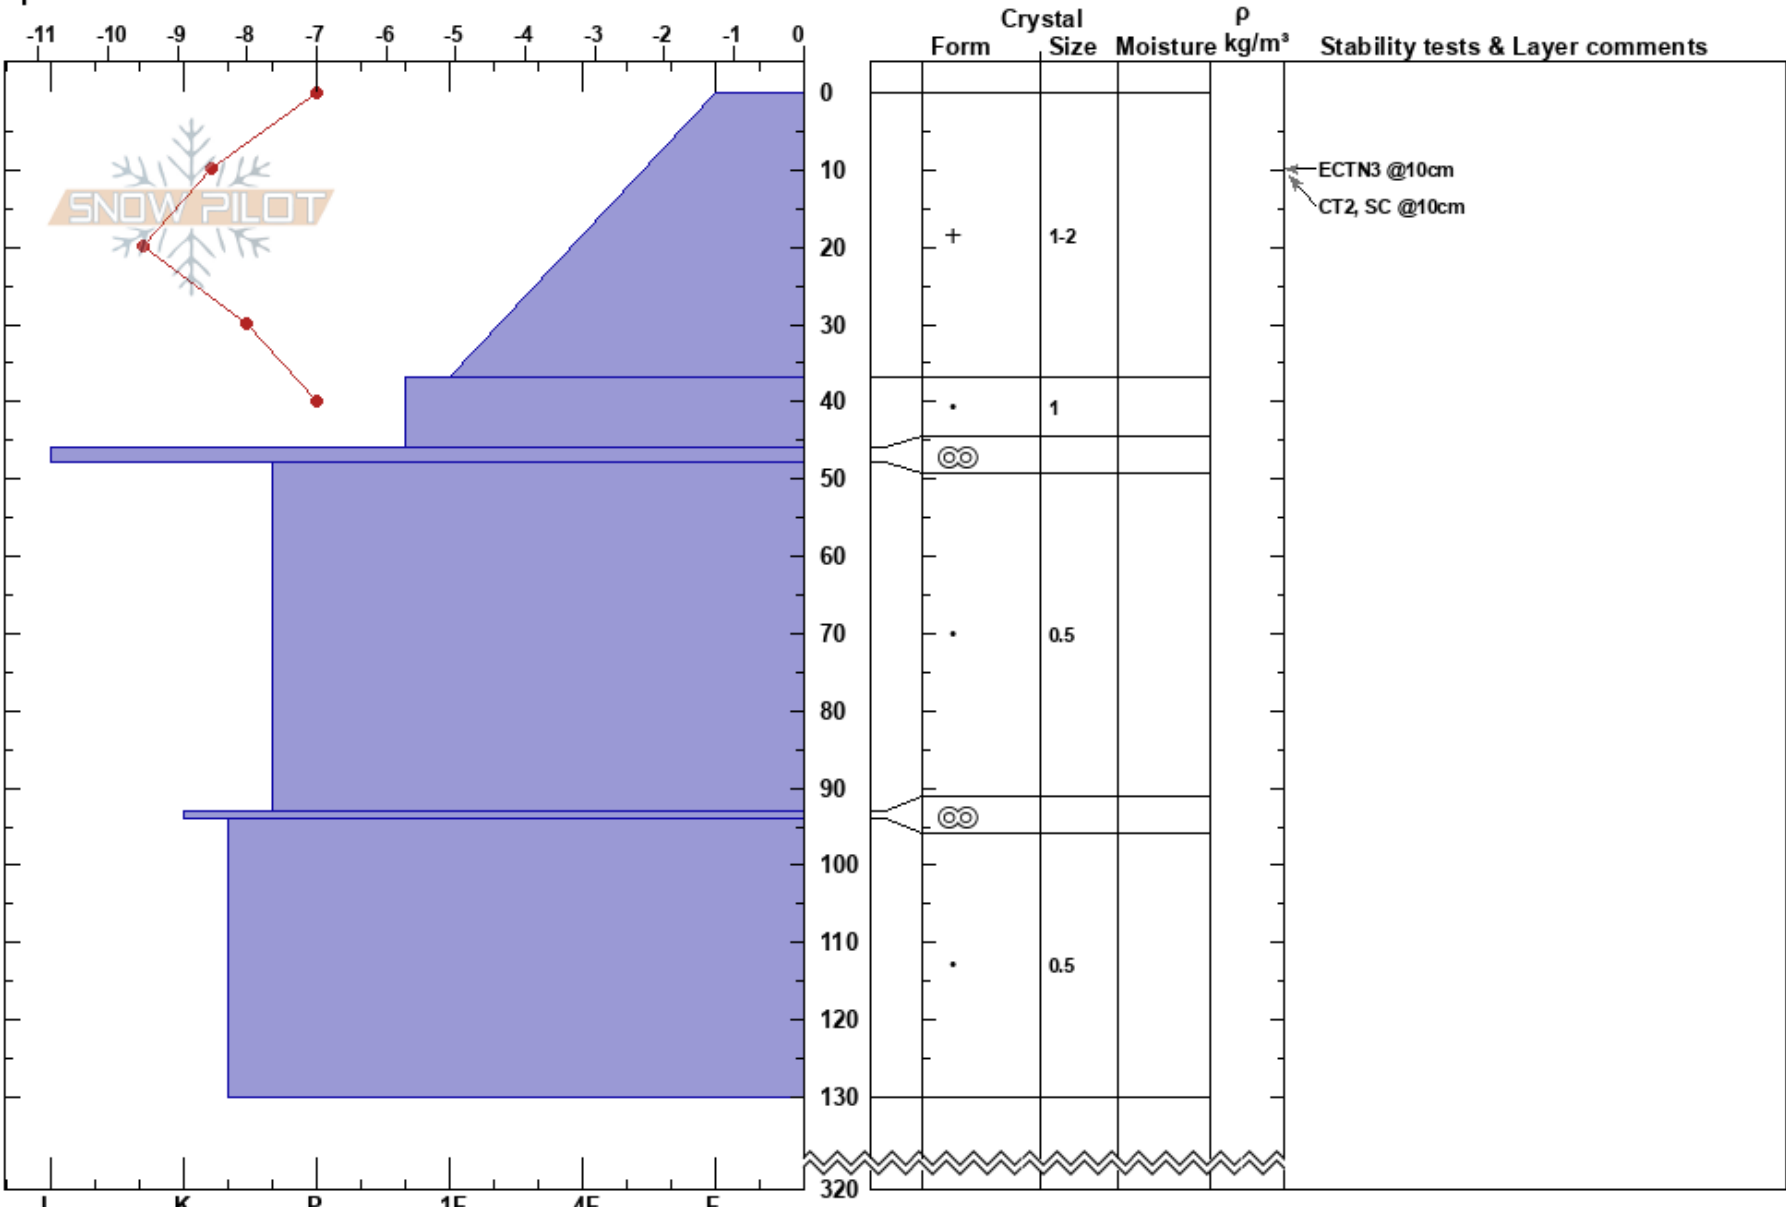 Crystal ρ
-11 -10 -9 -8 -7 -6 -5 -4 -3 -2 -1 0 Form Size Moisture kg/m³ Stability tests & Layer comments
0
10 ECTN3 @10cm
CT2, SC @10cm
SNOW PILOT
20 + 1-2
30
40 1
50
60
70 0.5
80
90
100
110 0.5
120
130
320
I K P 1F 4F F